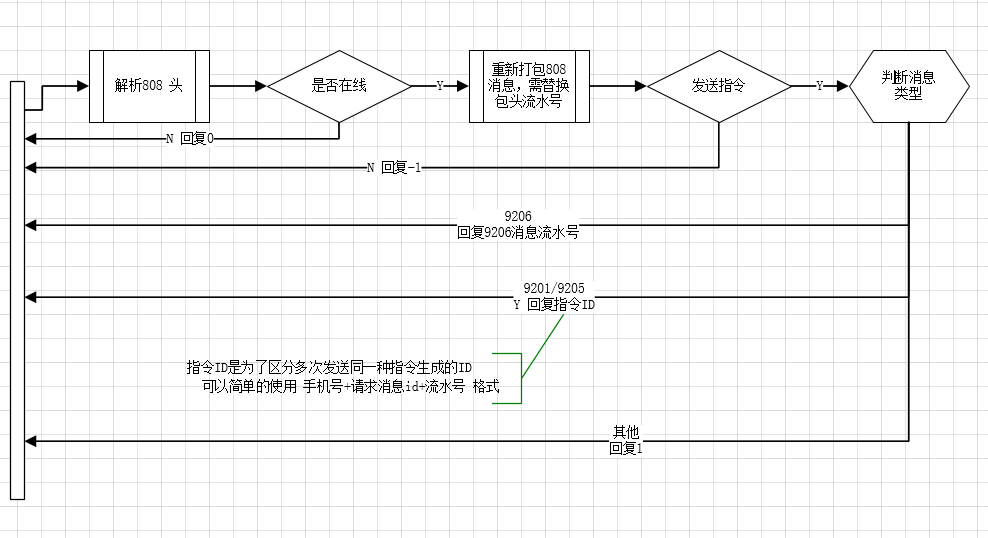 解析808 头
是否在线
Y
重新打包808
消息, 需替换
包头流水号
发送指令
Y
判断消息
类型
N 回复0
N 回复-1
9206
回复9206消息流水号
9201/9205
Y 回复指令ID
指令ID是为了区分多次发送同一种指令生成的ID
可以简单的使用 手机号+请求消息id+流水号 格式
其他
回复1